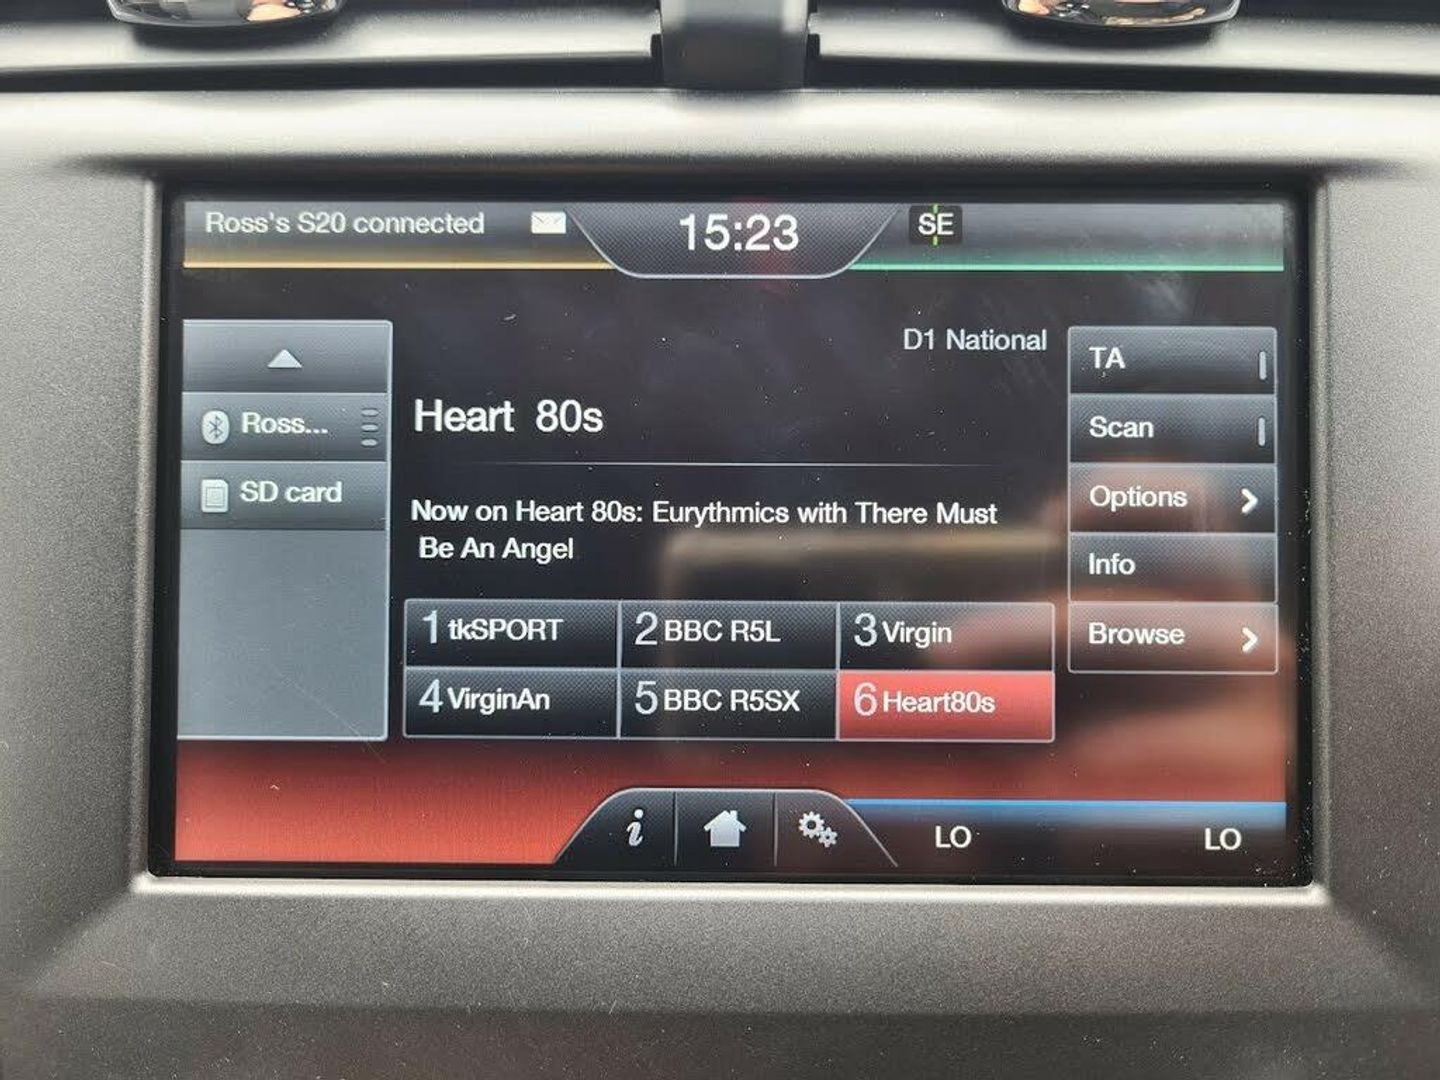 Ross's S20 connected
15:23
SE
D1 National
Ross...
SD card
Heart 80s
Now on Heart 80s: Eurythmics with There Must
Be An Angel
TA
Scan
Options
Info
Browse
1 tkSPORT
2 BBC R5L
3 Virgin
4 VirginAn
5 BBC R5SX
6 Heart80s
i
LO
LO